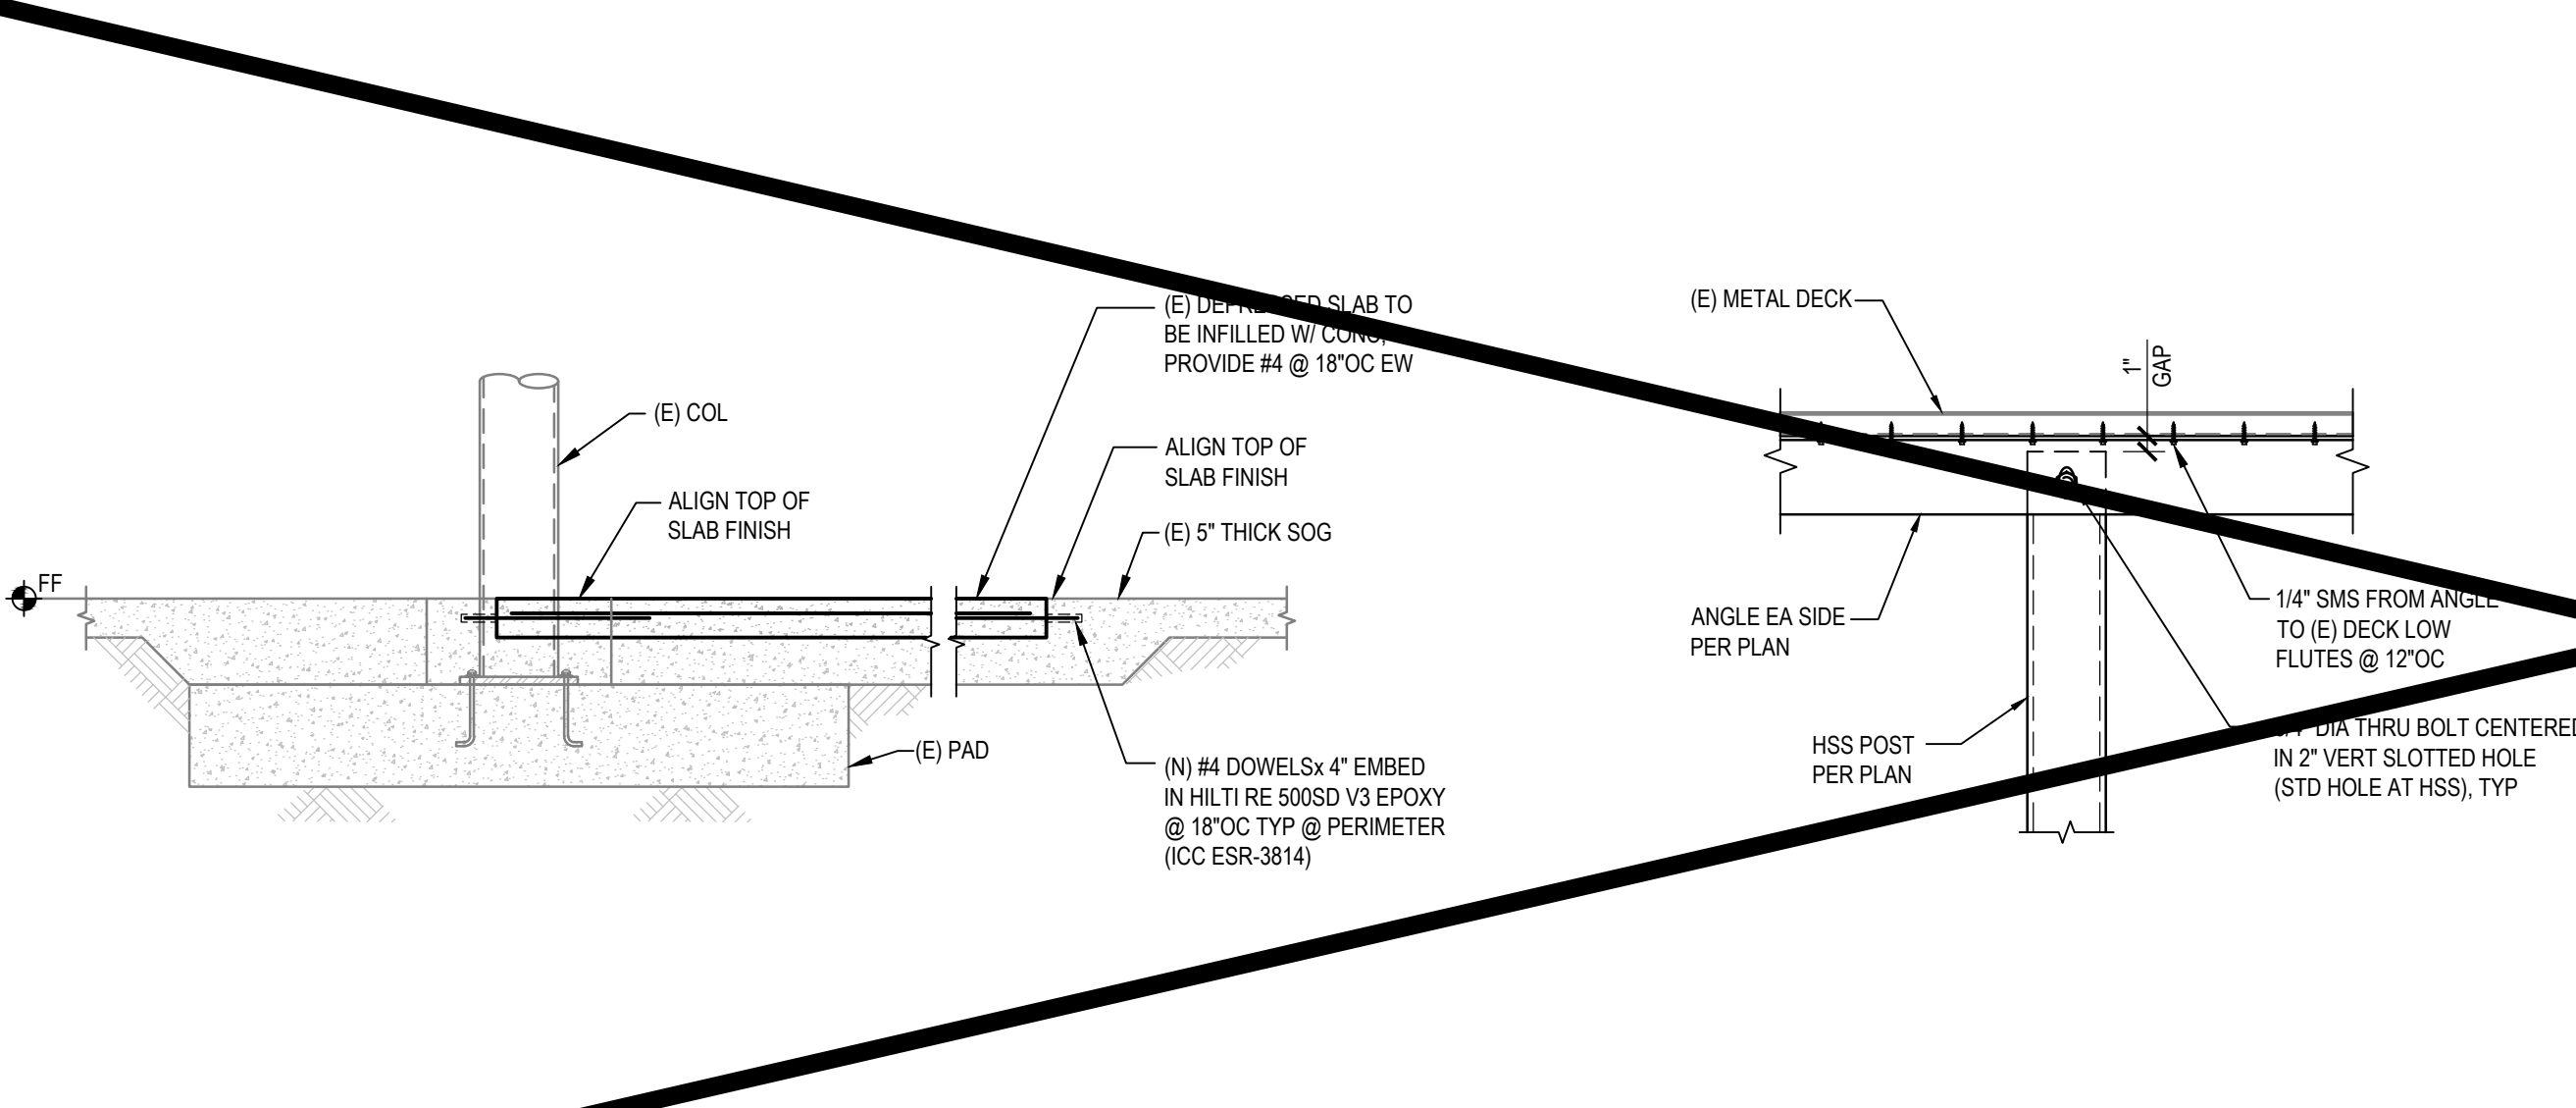 (E) DEPRESSED SLAB TO
BE INFILLED W/ CONC,
PROVIDE #4 @ 18"OC EW
(E) COL
ALIGN TOP OF
SLAB FINISH
ALIGN TOP OF
SLAB FINISH
(E) 5" THICK SOG
FF
(E) PAD
(N) #4 DOWELSx 4" EMBED
IN HILTI RE 500SD V3 EPOXY
@ 18"OC TYP @ PERIMETER
(ICC ESR-3814)
(E) METAL DECK
1"
GAP
ANGLE EA SIDE
PER PLAN
1/4" SMS FROM ANGLE
TO (E) DECK LOW
FLUTES @ 12"OC
HSS POST
PER PLAN
DIA THRU BOLT CENTERED
IN 2" VERT SLOTTED HOLE
(STD HOLE AT HSS), TYP